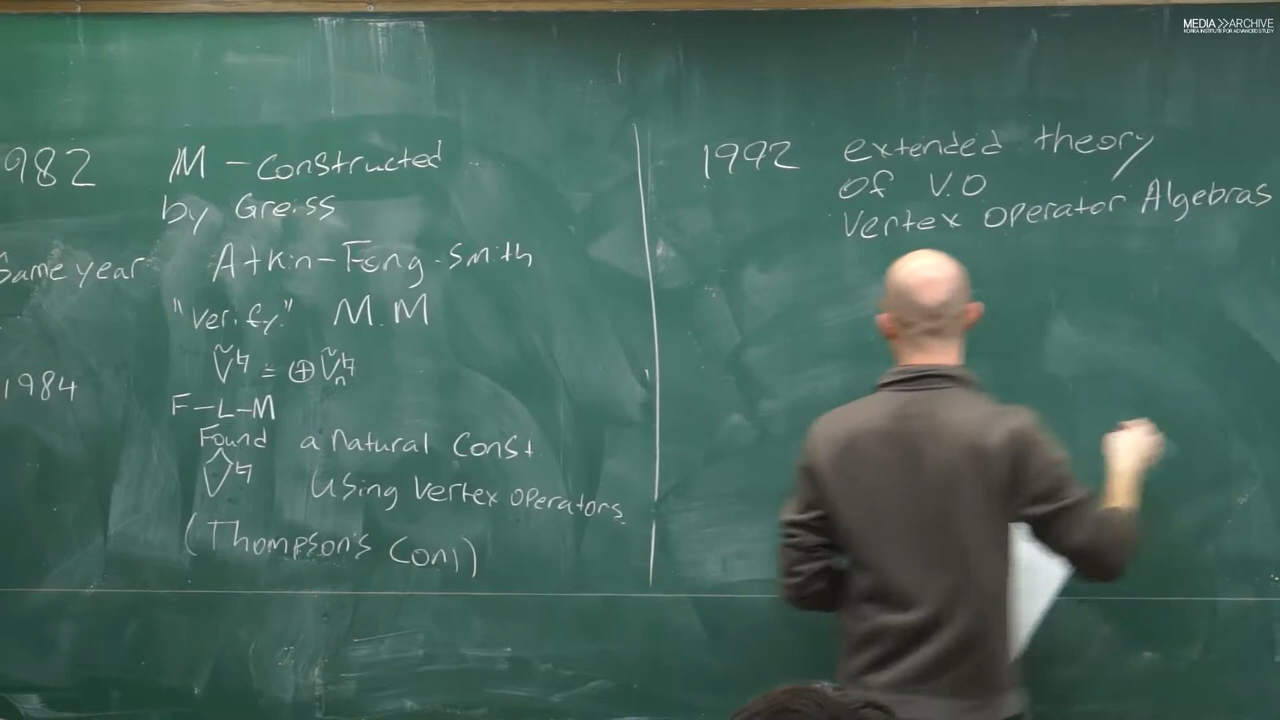 982 M - Constructed
by Greiss
Same year Atkin-Fong-Smith
"Verify" M.M
1984 Ṽ♮ = ⊕Ṽₙ♮
F-L-M
Found a natural Const.
V♮ Using Vertex operators
(Thompson's Conj)
1992 extended theory
of V.O
Vertex operator Algebras
MEDIA ARCHIVE
KOREA INSTITUTE FOR ADVANCED STUDY